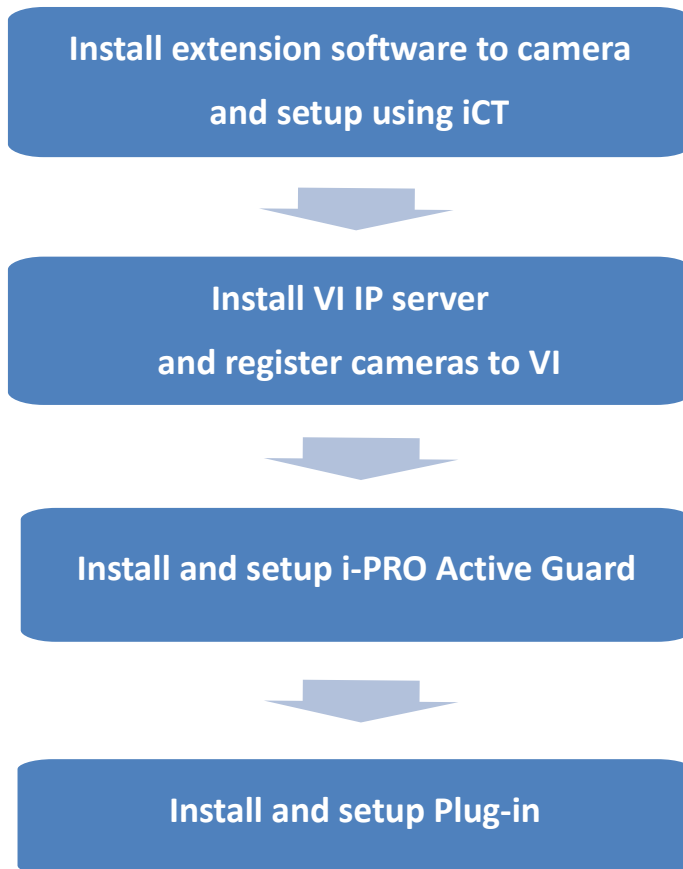 Install extension software to camera
and setup using iCT
Install VI IP server
and register cameras to VI
Install and setup i-PRO Active Guard
Install and setup Plug-in